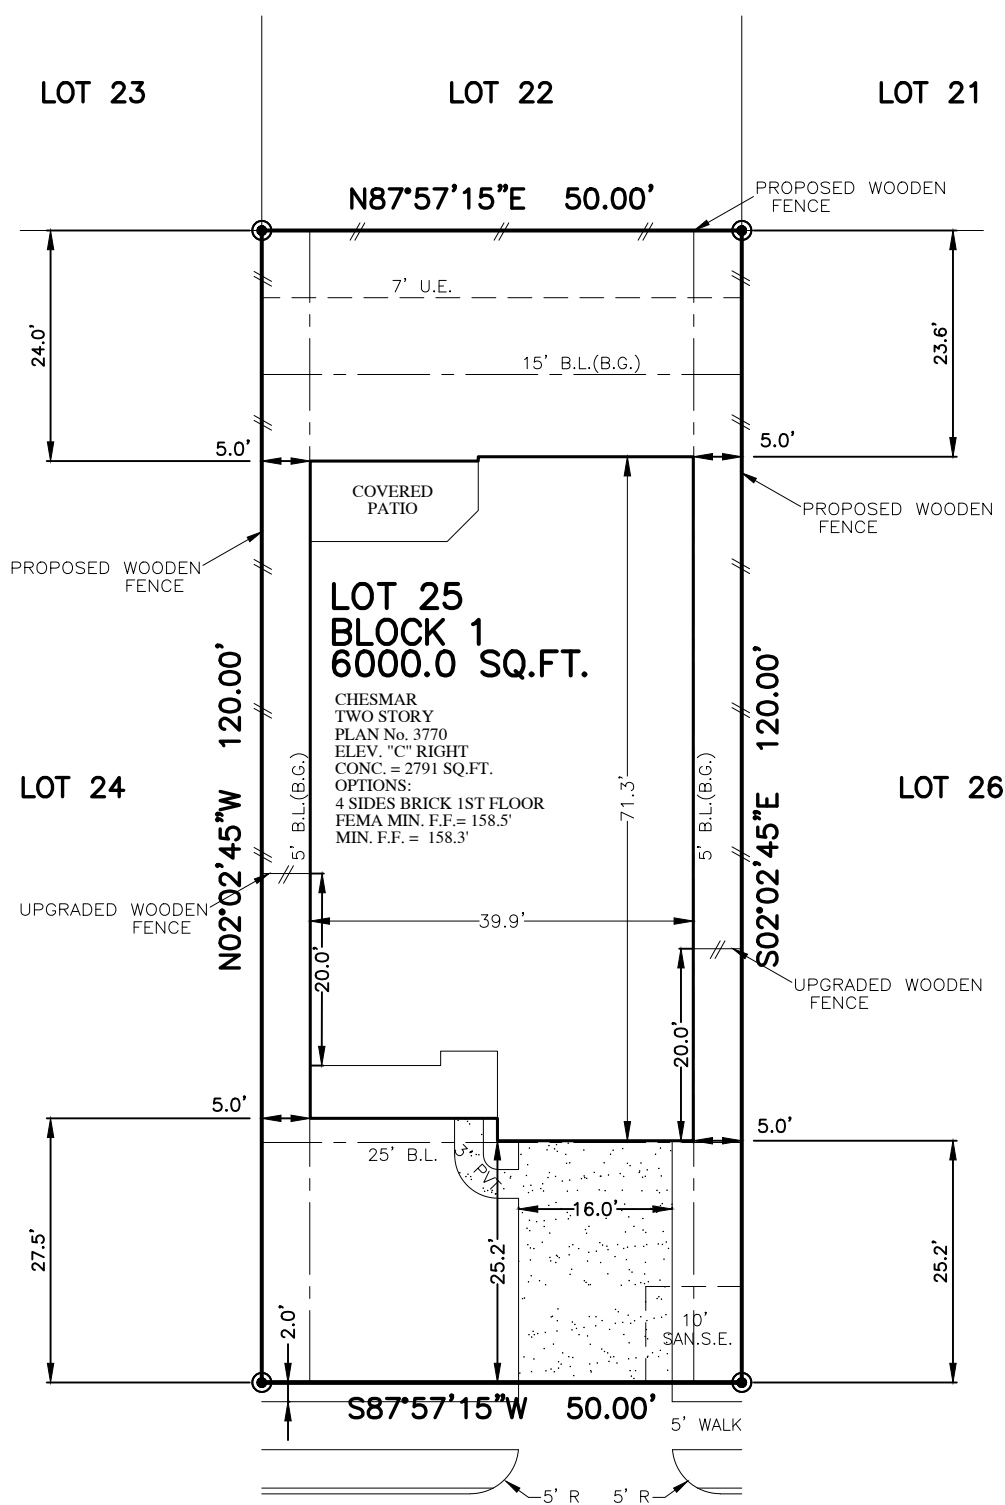 LOT 23
LOT 22
LOT 21
N87°57'15"E 50.00'
PROPOSED WOODEN
FENCE
7' U.E.
24.0'
23.6'
15' B.L.(B.G.)
5.0'
5.0'
COVERED
PATIO
PROPOSED WOODEN
FENCE
PROPOSED WOODEN
FENCE
LOT 25
BLOCK 1
6000.0 SQ.FT.
CHESMAR
TWO STORY
PLAN No. 3770
ELEV. "C" RIGHT
CONC. = 2791 SQ.FT.
OPTIONS:
4 SIDES BRICK 1ST FLOOR
FEMA MIN. F.F.= 158.5'
MIN. F.F. = 158.3'
N02°02'45"W 120.00'
5' B.L.(B.G.)
71.3'
5' B.L.(B.G.)
S02°02'45"E 120.00'
LOT 24
LOT 26
UPGRADED WOODEN
FENCE
39.9'
20.0'
UPGRADED WOODEN
FENCE
20.0'
5.0'
5.0'
25' B.L.
3' PVT.
16.0'
27.5'
25.2'
25.2'
2.0'
10'
SAN.S.E.
S87°57'15"W 50.00'
5' WALK
5' R
5' R